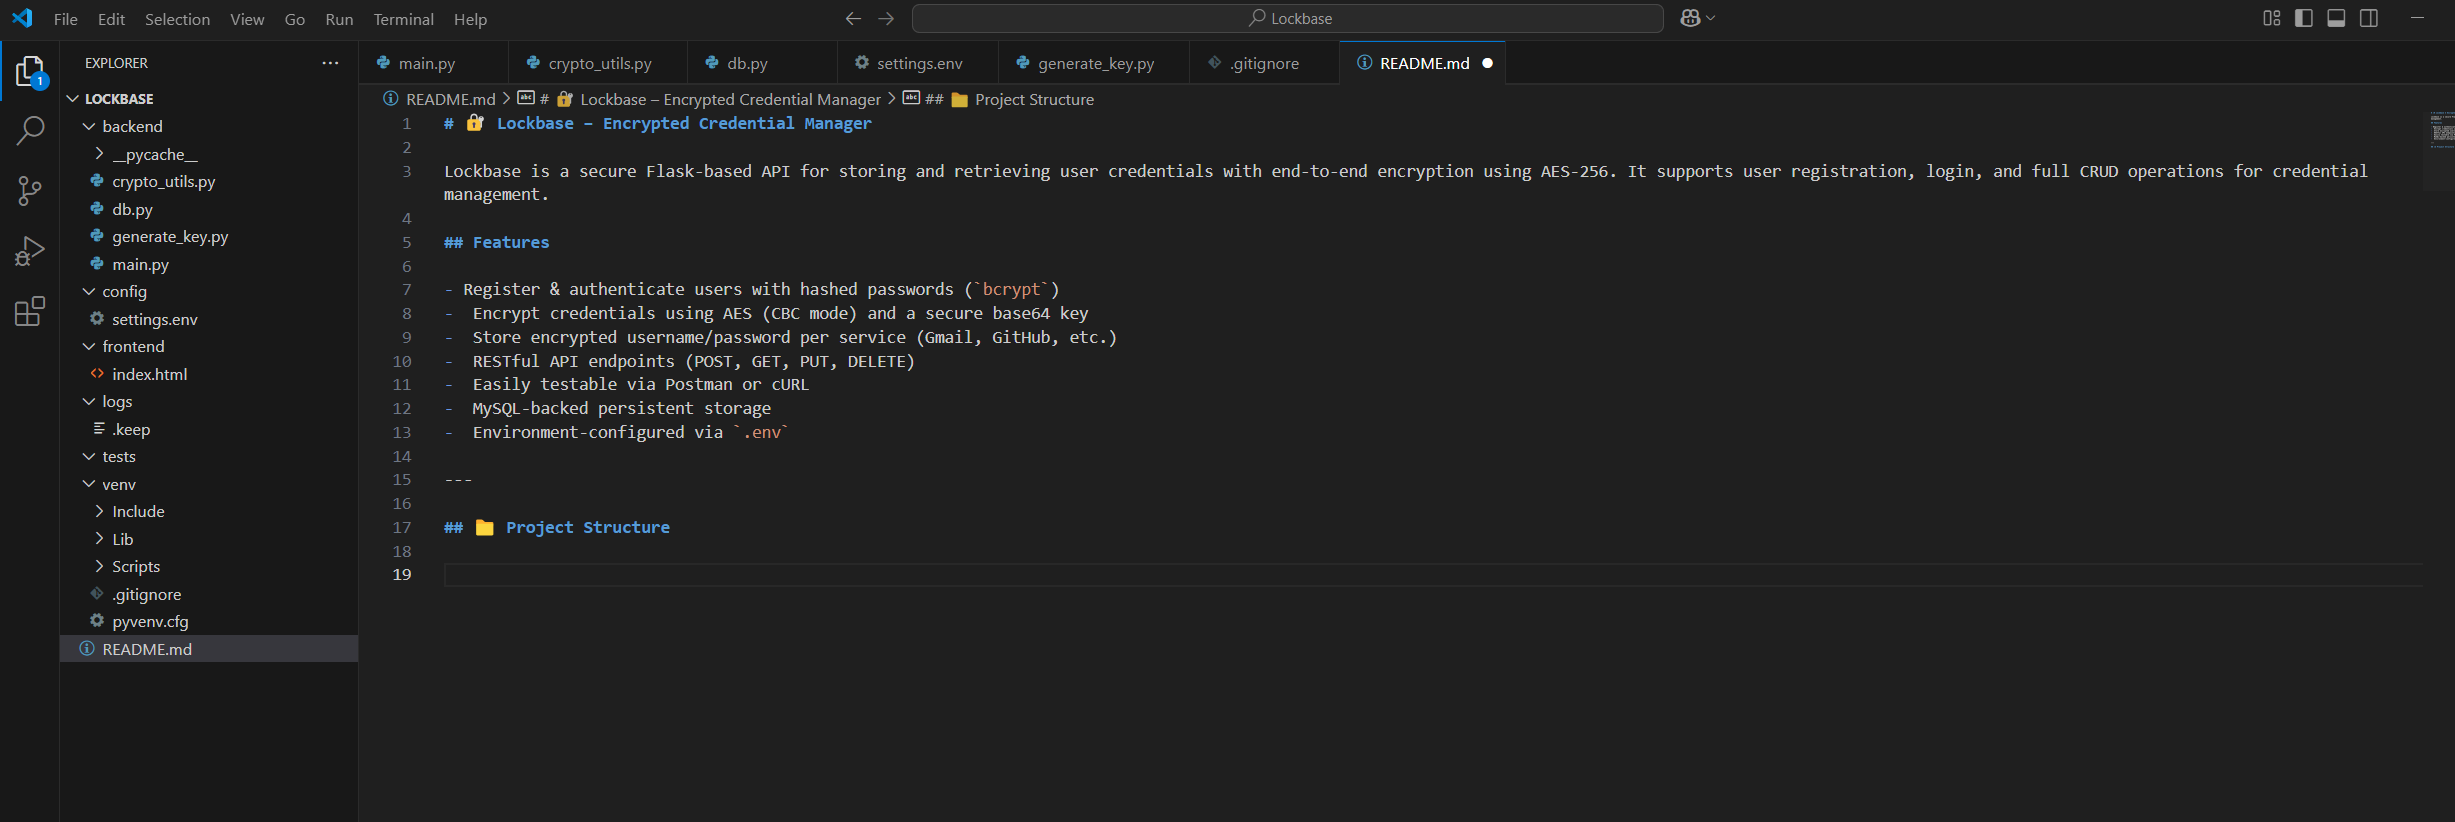 File Edit Selection View Go Run Terminal Help
Lockbase
EXPLORER
1
LOCKBASE
backend
__pycache__
crypto_utils.py
db.py
generate_key.py
main.py
config
settings.env
frontend
index.html
logs
.keep
tests
venv
Include
Lib
Scripts
.gitignore
pyvenv.cfg
README.md
main.py crypto_utils.py db.py settings.env generate_key.py .gitignore README.md
README.md > # 🔐 Lockbase – Encrypted Credential Manager > ## 📁 Project Structure
1 # 🔐 Lockbase – Encrypted Credential Manager
2
3 Lockbase is a secure Flask-based API for storing and retrieving user credentials with end-to-end encryption using AES-256. It supports user registration, login, and full CRUD operations for credential
management.
4
5 ## Features
6
7 - Register & authenticate users with hashed passwords (`bcrypt`)
8 -  Encrypt credentials using AES (CBC mode) and a secure base64 key
9 -  Store encrypted username/password per service (Gmail, GitHub, etc.)
10 -  RESTful API endpoints (POST, GET, PUT, DELETE)
11 -  Easily testable via Postman or cURL
12 -  MySQL-backed persistent storage
13 -  Environment-configured via `.env`
14
15 ---
16
17 ## 📁 Project Structure
18
19